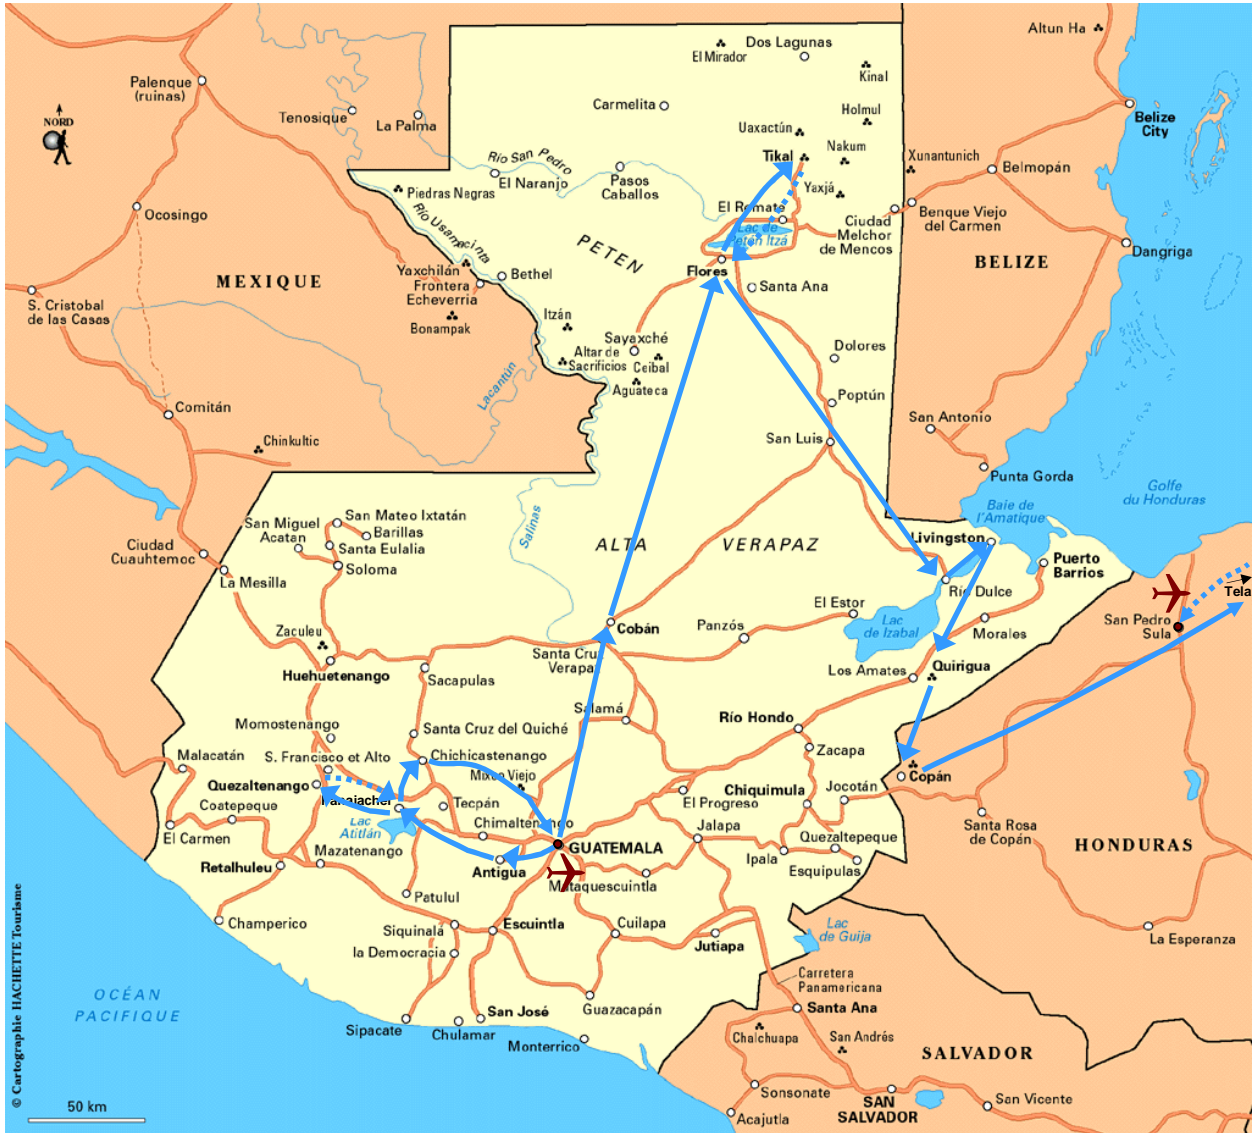 Altun Ha
Dos Lagunas
El Mirador
Kinal
Palenque
(ruinas)
Carmelita
Holmul
Belize
City
Tenosique
La Palma
NORD
Uaxactún
Nakum
Tikal
Xunantunich
Río San Pedro
Belmopán
El Naranjo
Pasos
Caballos
Yaxjá
Piedras Negras
Río Usumacinta
El Remate
Ocosingo
Ciudad
Melchor
de Mencos
Benque Viejo
del Carmen
Lac de
Petén Itzá
Dangriga
PETEN
Yaxchilán
Frontera
Echeverria
Bethel
Flores
BELIZE
MEXIQUE
Santa Ana
S. Cristobal
de las Casas
Bonampak
Itzán
Sayaxché
Dolores
Altar de
Sacrificios
Ceibal
Aguateca
Lacantún
Poptún
Comitán
San Antonio
Chinkultic
San Luis
Punta Gorda
Golfe
du Honduras
Baie de
l'Amatique
Salinas
San Mateo Ixtatán
San Miguel
Acatan
Barillas
Santa Eulalia
ALTA VERAPAZ
Livingston
Ciudad
Cuauhtemoc
Soloma
Puerto
Barrios
La Mesilla
Río Dulce
Tela
El Estor
San Pedro
Sula
Lac
de Izabal
Zaculeu
Cobán
Panzós
Morales
Santa Cruz
Verapaz
Huehuetenango
Sacapulas
Los Amates
Quirigua
Salamá
Momostenango
Santa Cruz del Quiché
Río Hondo
Malacatán
S. Francisco et Alto
Chichicastenango
Zacapa
Mixco Viejo
Copán
Quezaltenango
Panajachel
Tecpán
El Progreso
Chiquimula
Jocotán
Coatepeque
Lac
Atitlán
Chimaltenango
Jalapa
Santa Rosa
de Copán
El Carmen
Mazatenango
GUATEMALA
Quezaltepeque
HONDURAS
Retalhuleu
Antigua
Ipala
Esquipulas
Mataquescuintla
Patulul
Champerico
Siquinalá
Escuintla
Cuilapa
Lac
de Guija
la Democracia
Jutiapa
La Esperanza
Carretera
Panamericana
OCÉAN
PACIFIQUE
Guazacapán
Santa Ana
Sipacate
San José
Chulamar
Chalchuapa
San Andrés
Monterrico
SALVADOR
Sonsonate
SAN
SALVADOR
San Vicente
Acajutla
50 km
© Cartographie HACHETTE Tourisme